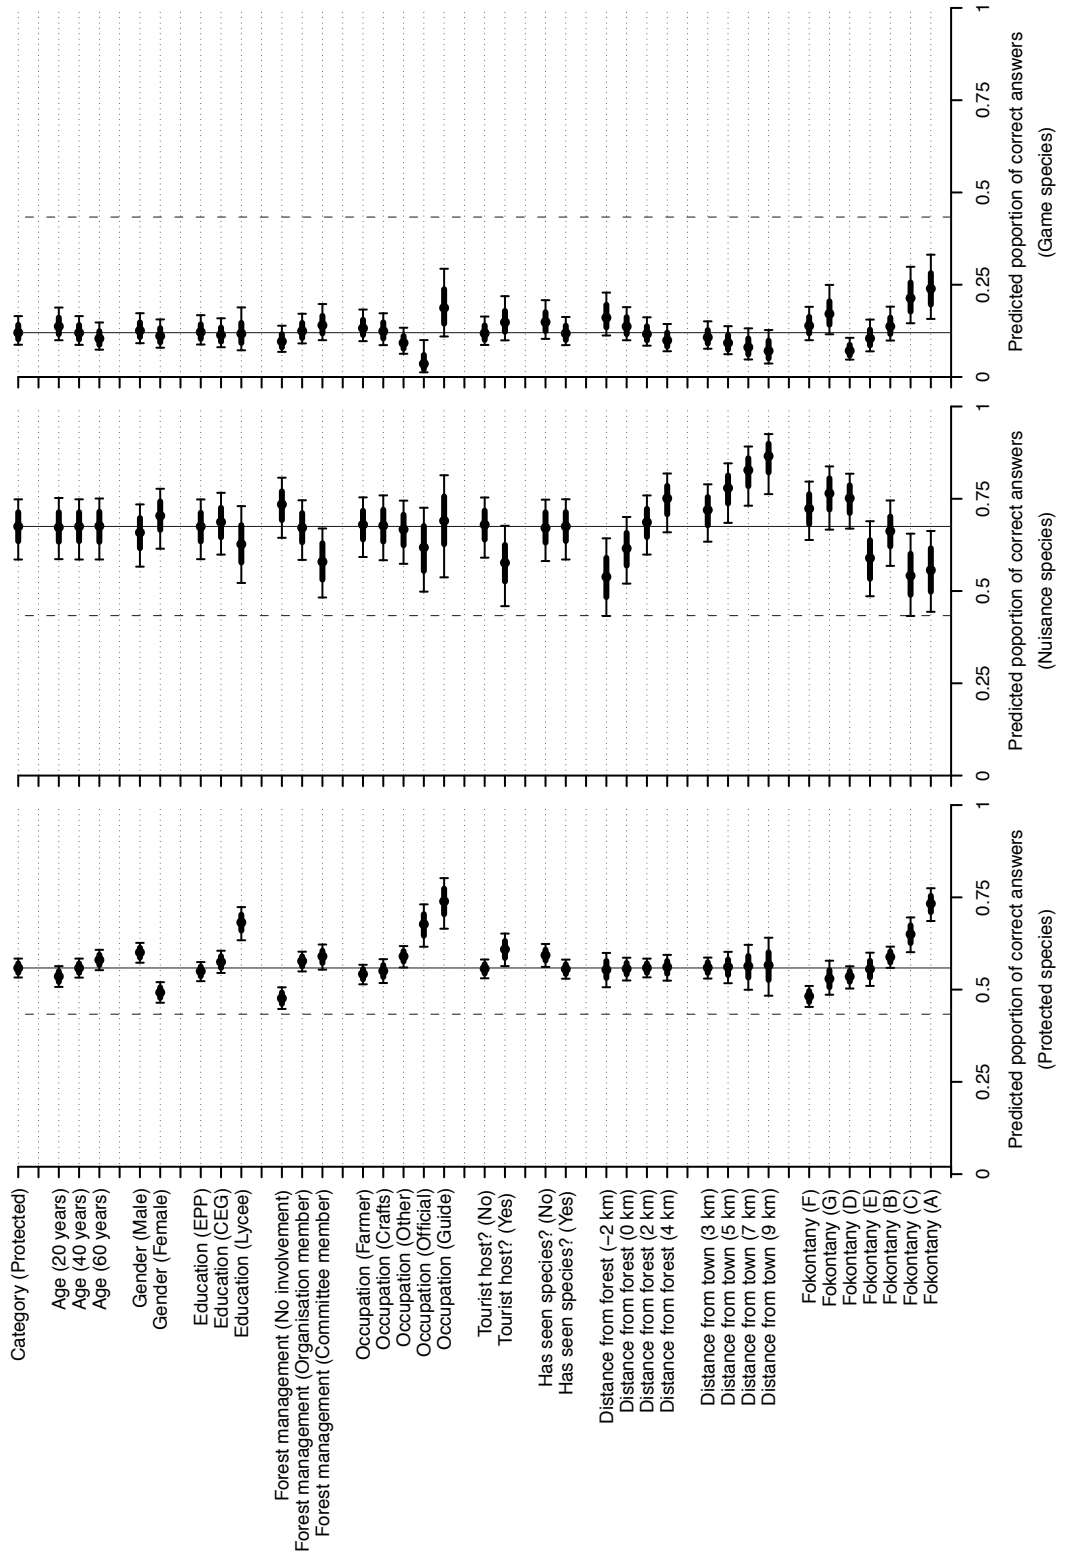 Category (Protected)
Age (20 years)
Age (40 years)
Age (60 years)
Gender (Male)
Gender (Female)
Education (EPP)
Education (CEG)
Education (Lycee)
Forest management (No involvement)
Forest management (Organisation member)
Forest management (Committee member)
Occupation (Farmer)
Occupation (Crafts)
Occupation (Other)
Occupation (Official)
Occupation (Guide)
Tourist host? (No)
Tourist host? (Yes)
Has seen species? (No)
Has seen species? (Yes)
Distance from forest (−2 km)
Distance from forest (0 km)
Distance from forest (2 km)
Distance from forest (4 km)
Distance from town (3 km)
Distance from town (5 km)
Distance from town (7 km)
Distance from town (9 km)
Fokontany (F)
Fokontany (G)
Fokontany (D)
Fokontany (E)
Fokontany (B)
Fokontany (C)
Fokontany (A)
0 0.25 0.5 0.75 1
Predicted poportion of correct answers
(Protected species)
0 0.25 0.5 0.75 1
Predicted poportion of correct answers
(Nuisance species)
0 0.25 0.5 0.75 1
Predicted poportion of correct answers
(Game species)